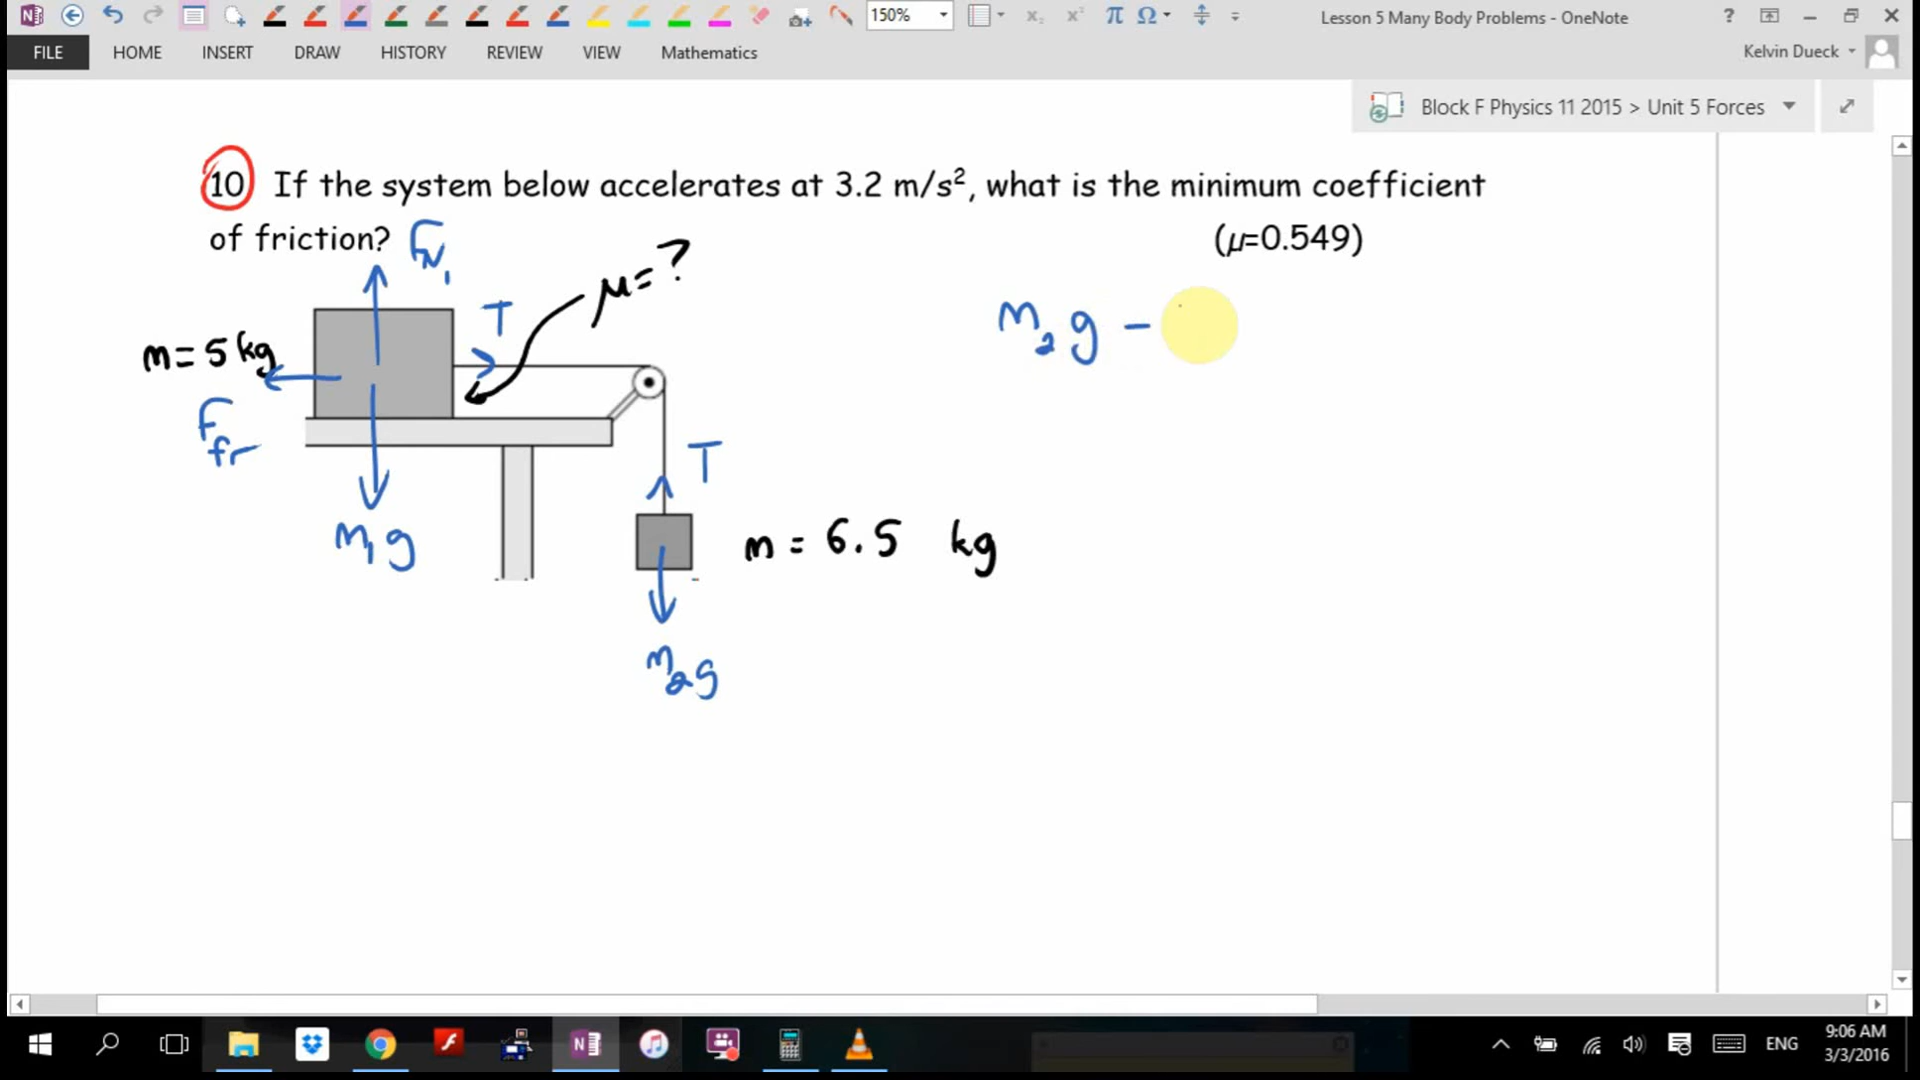 150%
Lesson 5 Many Body Problems - OneNote
?
FILE HOME INSERT DRAW HISTORY REVIEW VIEW Mathematics
Kelvin Dueck
Block F Physics 11 2015 > Unit 5 Forces
10 If the system below accelerates at 3.2 m/s², what is the minimum coefficient
of friction? (μ=0.549)
F_N₁
μ = ?
T
m₂g -
m = 5 kg
F_fr
T
m₁g
m = 6.5 kg
m₂g
ENG
9:06 AM
3/3/2016